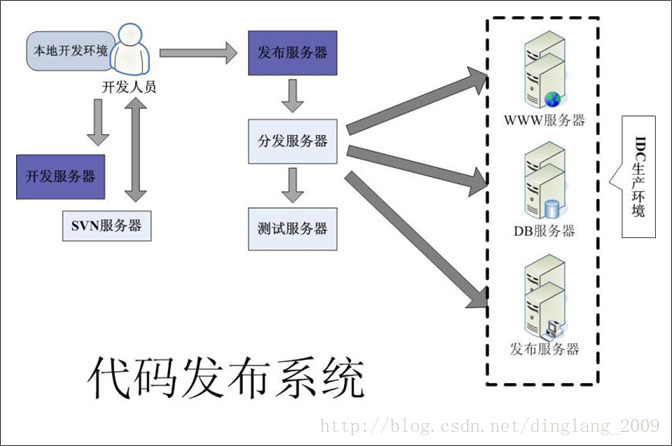 本地开发环境
开发人员
发布服务器
开发服务器
SVN服务器
分发服务器
测试服务器
WWW服务器
DB服务器
发布服务器
IDC生产环境
代码发布系统
http://blog.csdn.net/dinglang_2009